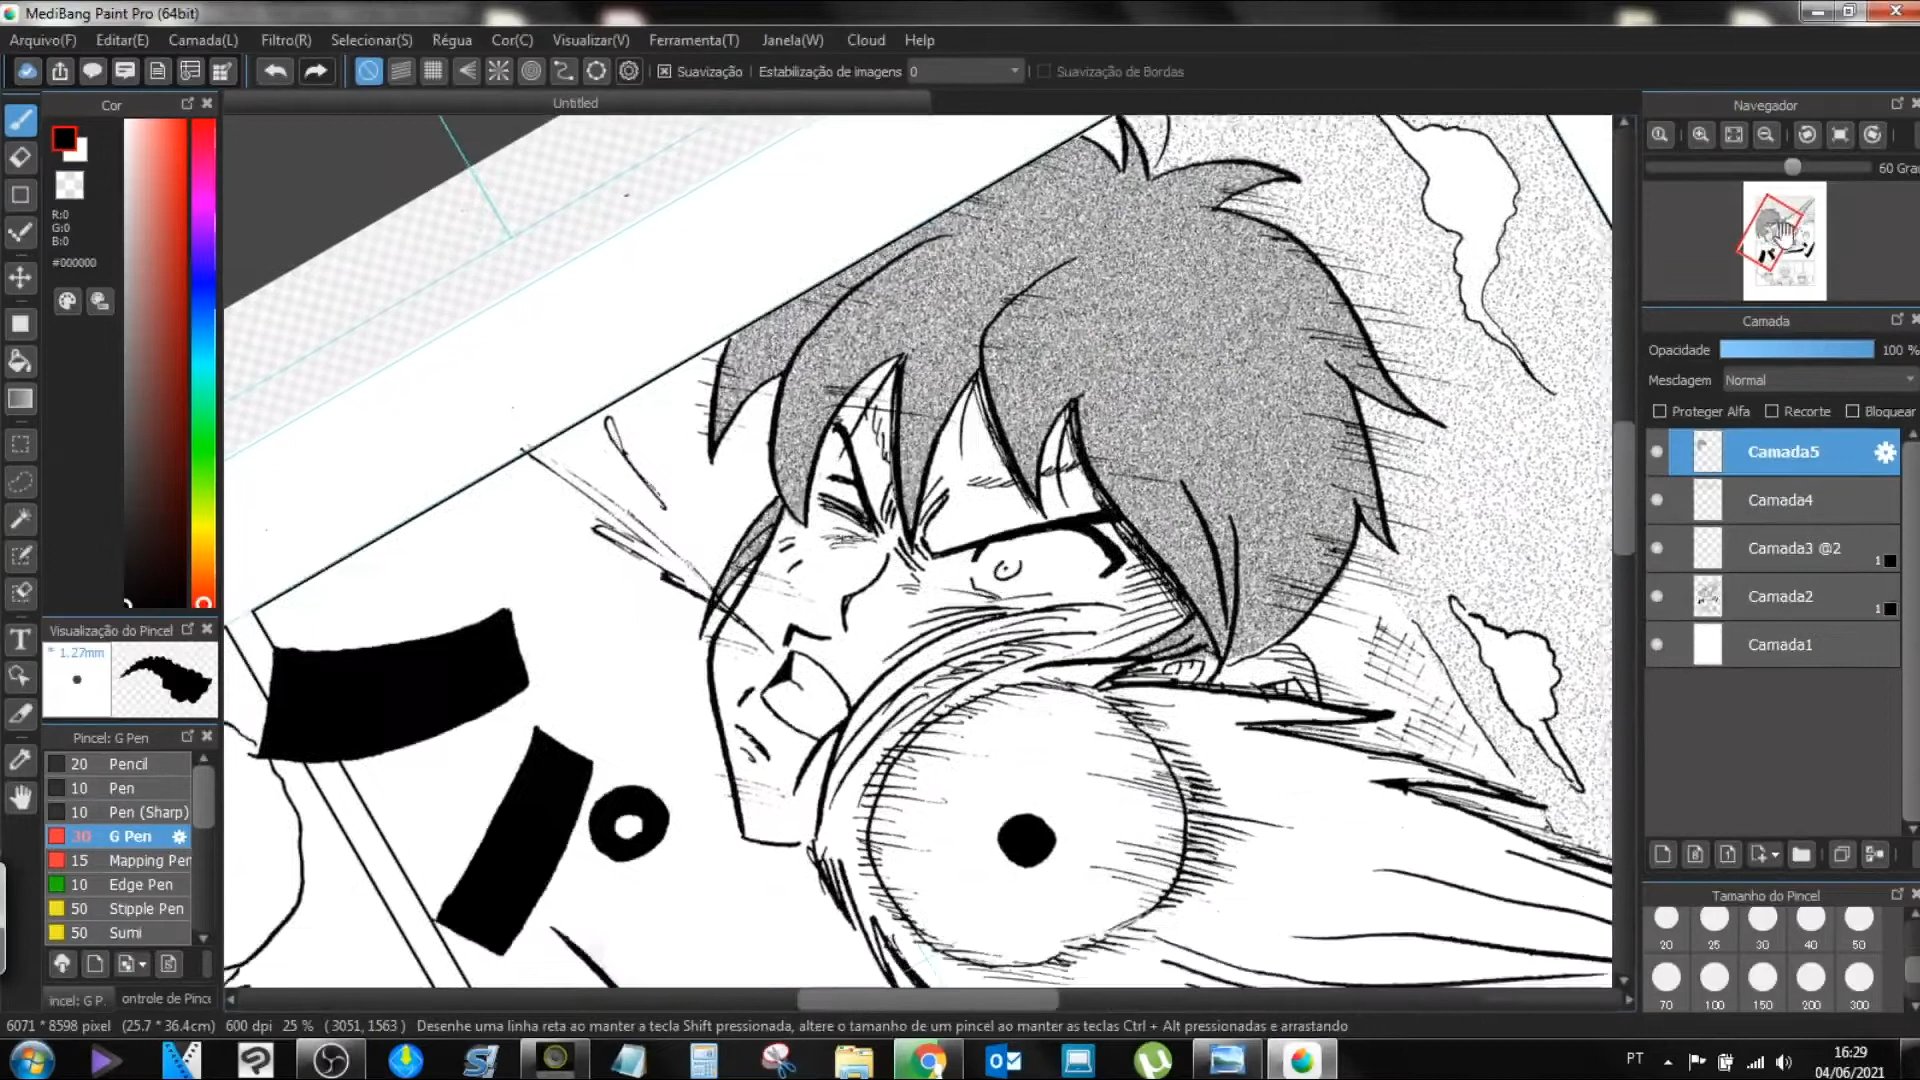 MediBang Paint Pro (64bit)
Arquivo(F) Editar(E) Camada(L) Filtro(R) Selecionar(S) Régua Cor(C) Visualizar(V) Ferramenta(T) Janela(W) Cloud Help
Suavização Estabilização de imagens 0 Suavização de Bordas
Cor
Untitled
Navegador
R:0
G:0
B:0
#000000
60 Grau
Camada
Opacidade 100 %
Mesclagem Normal
Proteger Alfa Recorte Bloquear
Camada5
Camada4
Camada3 @2 1
Camada2 1
Camada1
Visualização do Pincel
1.27mm
Pincel: G Pen
20 Pencil
10 Pen
10 Pen (Sharp)
30 G Pen
15 Mapping Pen
10 Edge Pen
50 Stipple Pen
50 Sumi
incel: G P. ontrole de Pince
Tamanho do Pincel
20 25 30 40 50
70 100 150 200 300
6071 * 8598 pixel (25.7 * 36.4cm) 600 dpi 25 % (3051, 1563) Desenhe uma linha reta ao manter a tecla Shift pressionada, altere o tamanho de um pincel ao manter as teclas Ctrl + Alt pressionadas e arrastando
PT 16:29
04/06/2021